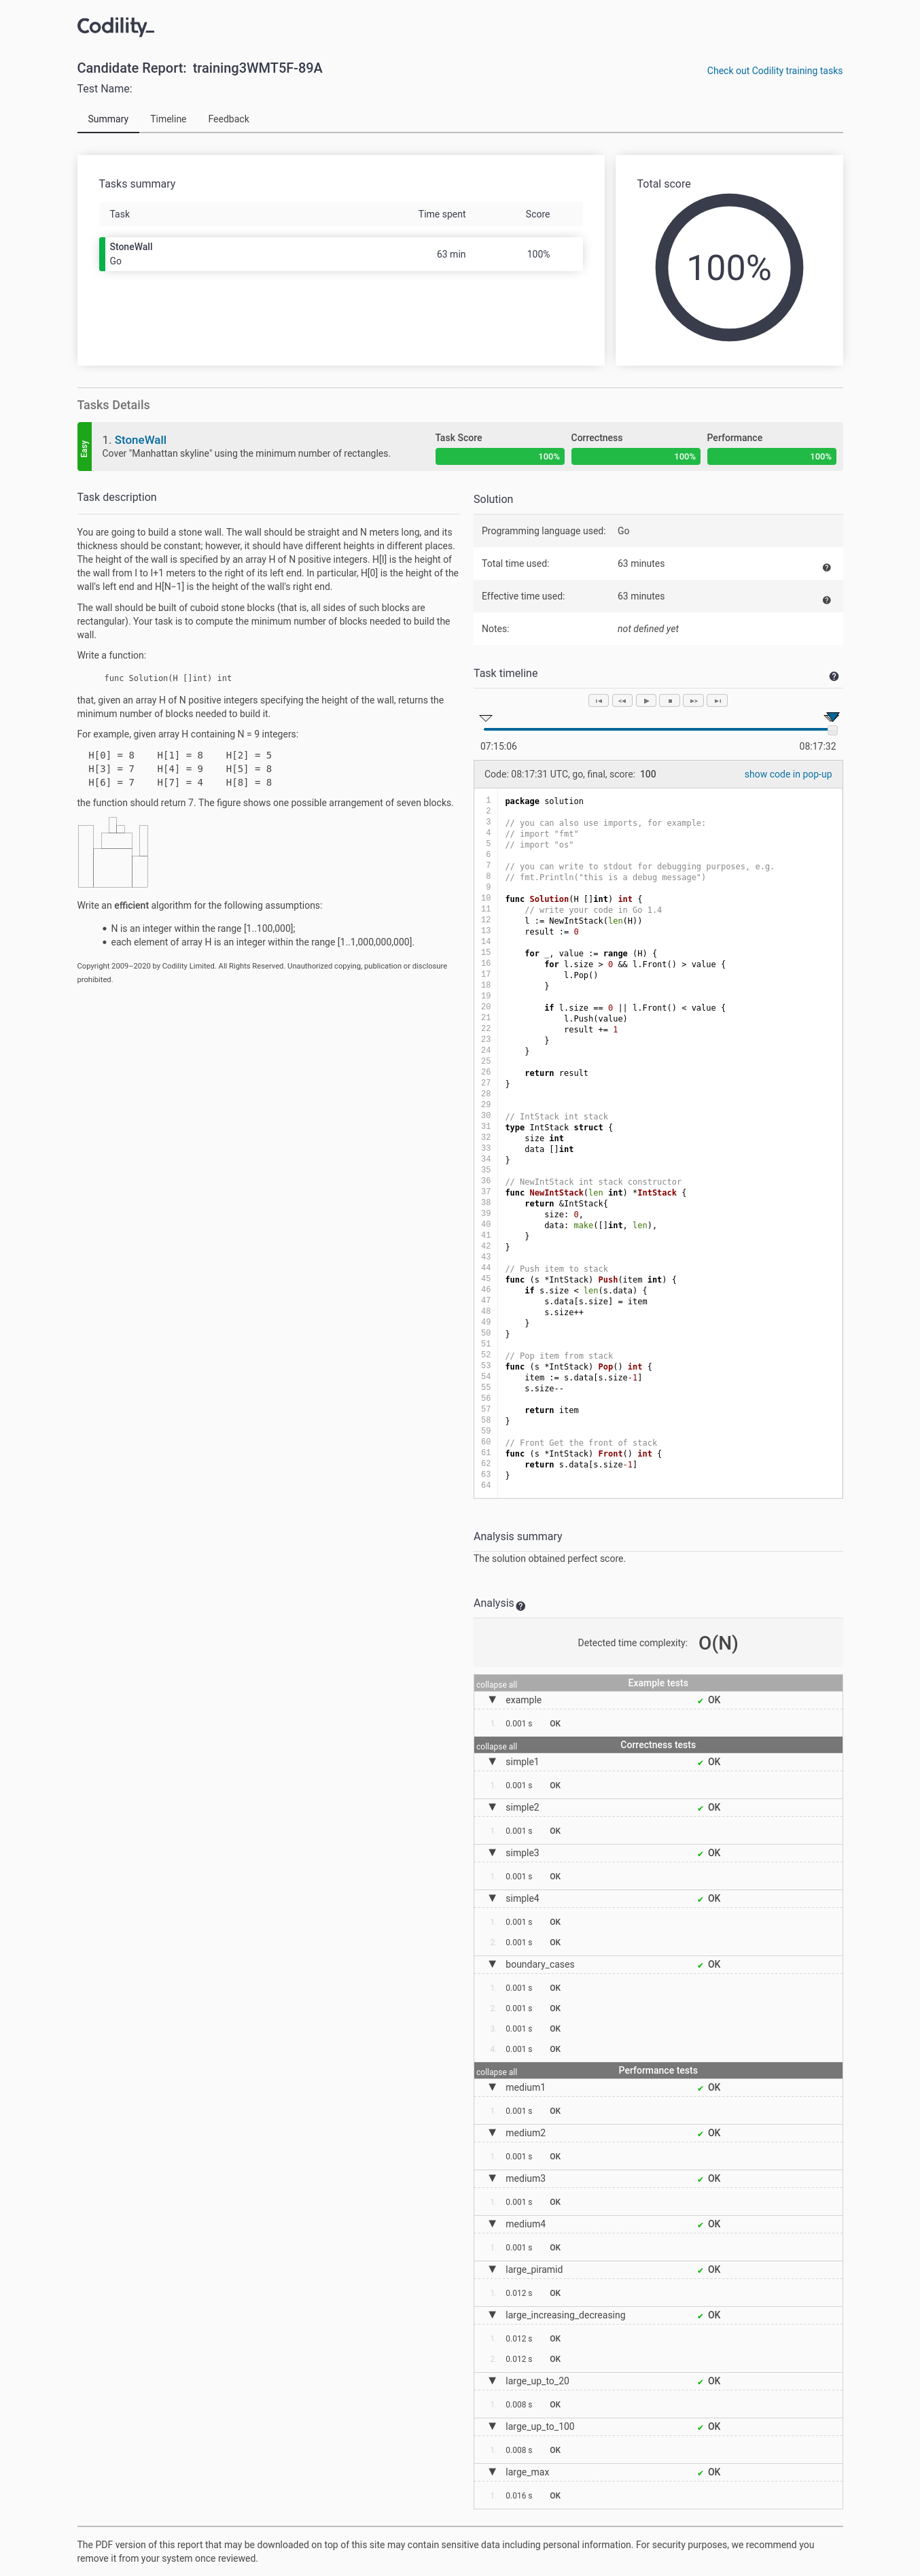 Codility_
Candidate Report: training3WMT5F-89A
Check out Codility training tasks
Test Name:
Summary Timeline Feedback
Tasks summary
Task Time spent Score
StoneWall
Go
63 min 100%
Total score
100%
Tasks Details
Easy
1. StoneWall
Cover "Manhattan skyline" using the minimum number of rectangles.
Task Score Correctness Performance
100% 100% 100%
Task description
You are going to build a stone wall. The wall should be straight and N meters long, and its
thickness should be constant; however, it should have different heights in different places.
The height of the wall is specified by an array H of N positive integers. H[I] is the height of
the wall from I to I+1 meters to the right of its left end. In particular, H[0] is the height of the
wall's left end and H[N−1] is the height of the wall's right end.
The wall should be built of cuboid stone blocks (that is, all sides of such blocks are
rectangular). Your task is to compute the minimum number of blocks needed to build the
wall.
Write a function:
func Solution(H []int) int
that, given an array H of N positive integers specifying the height of the wall, returns the
minimum number of blocks needed to build it.
For example, given array H containing N = 9 integers:
H[0] = 8 H[1] = 8 H[2] = 5
H[3] = 7 H[4] = 9 H[5] = 8
H[6] = 7 H[7] = 4 H[8] = 8
the function should return 7. The figure shows one possible arrangement of seven blocks.
Write an efficient algorithm for the following assumptions:
• N is an integer within the range [1..100,000];
• each element of array H is an integer within the range [1..1,000,000,000].
Copyright 2009–2020 by Codility Limited. All Rights Reserved. Unauthorized copying, publication or disclosure
prohibited.
Solution
Programming language used: Go
Total time used: 63 minutes
Effective time used: 63 minutes
Notes: not defined yet
Task timeline
07:15:06 08:17:32
Code: 08:17:31 UTC, go, final, score: 100
show code in pop-up
1 package solution
2
3 // you can also use imports, for example:
4 // import "fmt"
5 // import "os"
6
7 // you can write to stdout for debugging purposes, e.g.
8 // fmt.Println("this is a debug message")
9
10 func Solution(H []int) int {
11 // write your code in Go 1.4
12 l := NewIntStack(len(H))
13 result := 0
14
15 for _, value := range (H) {
16 for l.size > 0 && l.Front() > value {
17 l.Pop()
18 }
19
20 if l.size == 0 || l.Front() < value {
21 l.Push(value)
22 result += 1
23 }
24 }
25
26 return result
27 }
28
29
30 // IntStack int stack
31 type IntStack struct {
32 size int
33 data []int
34 }
35
36 // NewIntStack int stack constructor
37 func NewIntStack(len int) *IntStack {
38 return &IntStack{
39 size: 0,
40 data: make([]int, len),
41 }
42 }
43
44 // Push item to stack
45 func (s *IntStack) Push(item int) {
46 if s.size < len(s.data) {
47 s.data[s.size] = item
48 s.size++
49 }
50 }
51
52 // Pop item from stack
53 func (s *IntStack) Pop() int {
54 item := s.data[s.size-1]
55 s.size--
56
57 return item
58 }
59
60 // Front Get the front of stack
61 func (s *IntStack) Front() int {
62 return s.data[s.size-1]
63 }
64
Analysis summary
The solution obtained perfect score.
Analysis
Detected time complexity: O(N)
collapse all Example tests
▼ example ✔ OK
1. 0.001 s OK
collapse all Correctness tests
▼ simple1 ✔ OK
1. 0.001 s OK
▼ simple2 ✔ OK
1. 0.001 s OK
▼ simple3 ✔ OK
1. 0.001 s OK
▼ simple4 ✔ OK
1. 0.001 s OK
2. 0.001 s OK
▼ boundary_cases ✔ OK
1. 0.001 s OK
2. 0.001 s OK
3. 0.001 s OK
4. 0.001 s OK
collapse all Performance tests
▼ medium1 ✔ OK
1. 0.001 s OK
▼ medium2 ✔ OK
1. 0.001 s OK
▼ medium3 ✔ OK
1. 0.001 s OK
▼ medium4 ✔ OK
1. 0.001 s OK
▼ large_piramid ✔ OK
1. 0.012 s OK
▼ large_increasing_decreasing ✔ OK
1. 0.012 s OK
2. 0.012 s OK
▼ large_up_to_20 ✔ OK
1. 0.008 s OK
▼ large_up_to_100 ✔ OK
1. 0.008 s OK
▼ large_max ✔ OK
1. 0.016 s OK
The PDF version of this report that may be downloaded on top of this site may contain sensitive data including personal information. For security purposes, we recommend you
remove it from your system once reviewed.